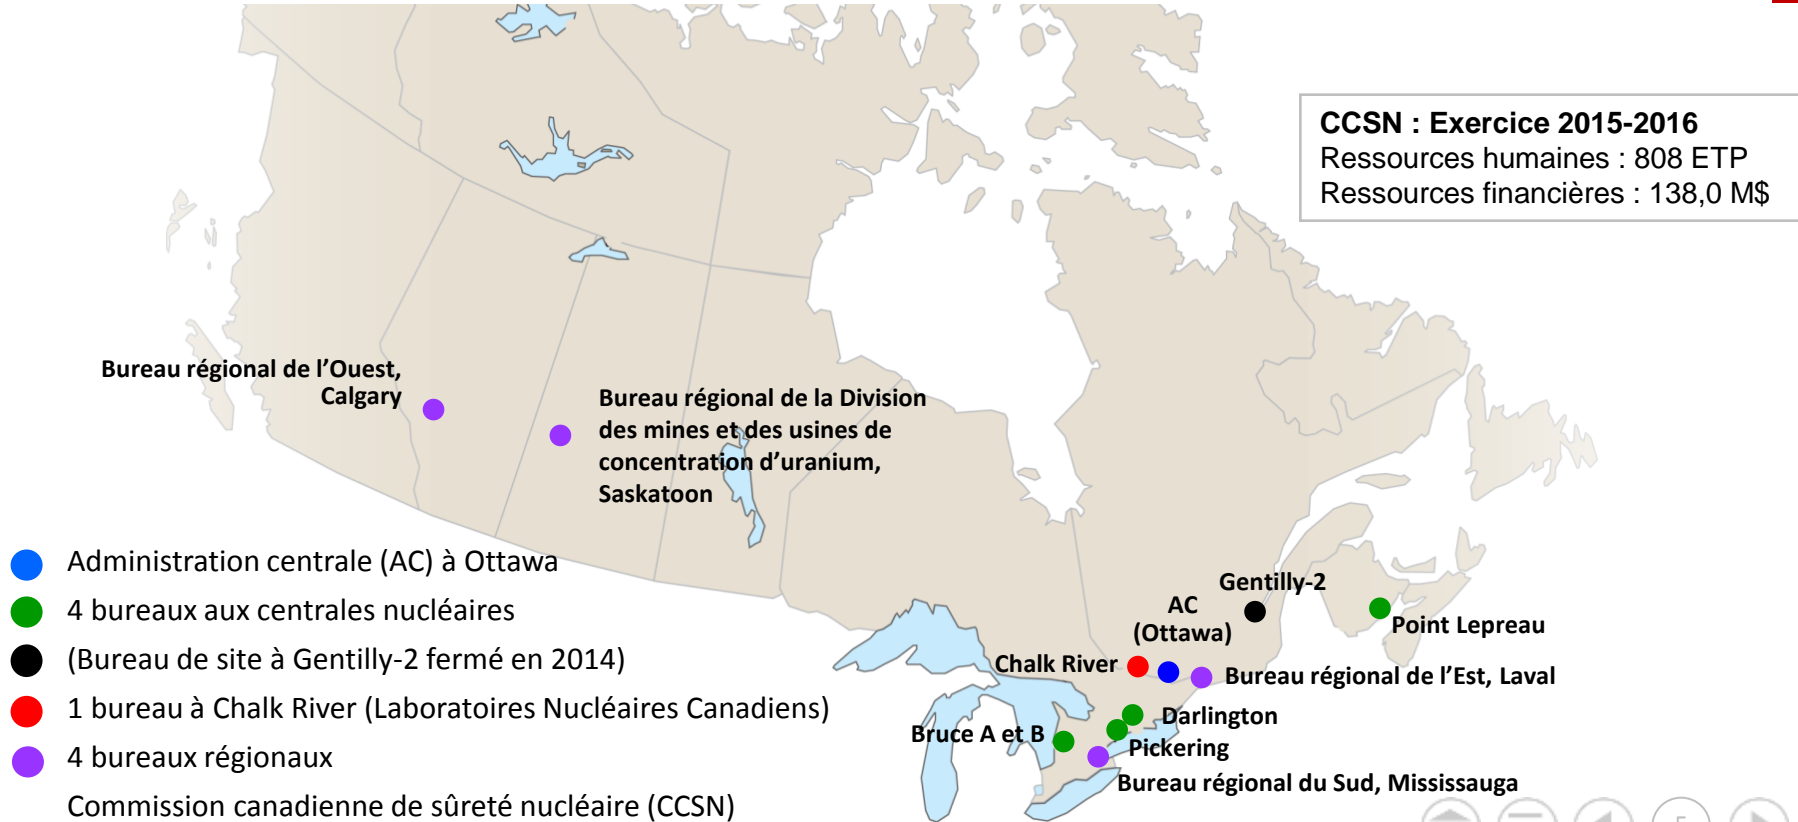 CCSN : Exercice 2015-2016
Ressources humaines : 808 ETP
Ressources financières : 138,0 M$
Bureau régional de l’Ouest,
Calgary
Bureau régional de la Division
des mines et des usines de
concentration d’uranium,
Saskatoon
Administration centrale (AC) à Ottawa
4 bureaux aux centrales nucléaires
(Bureau de site à Gentilly-2 fermé en 2014)
1 bureau à Chalk River (Laboratoires Nucléaires Canadiens)
4 bureaux régionaux
Commission canadienne de sûreté nucléaire (CCSN)
Gentilly-2
AC
(Ottawa)
Point Lepreau
Chalk River
Bureau régional de l’Est, Laval
Darlington
Bruce A et B
Pickering
Bureau régional du Sud, Mississauga